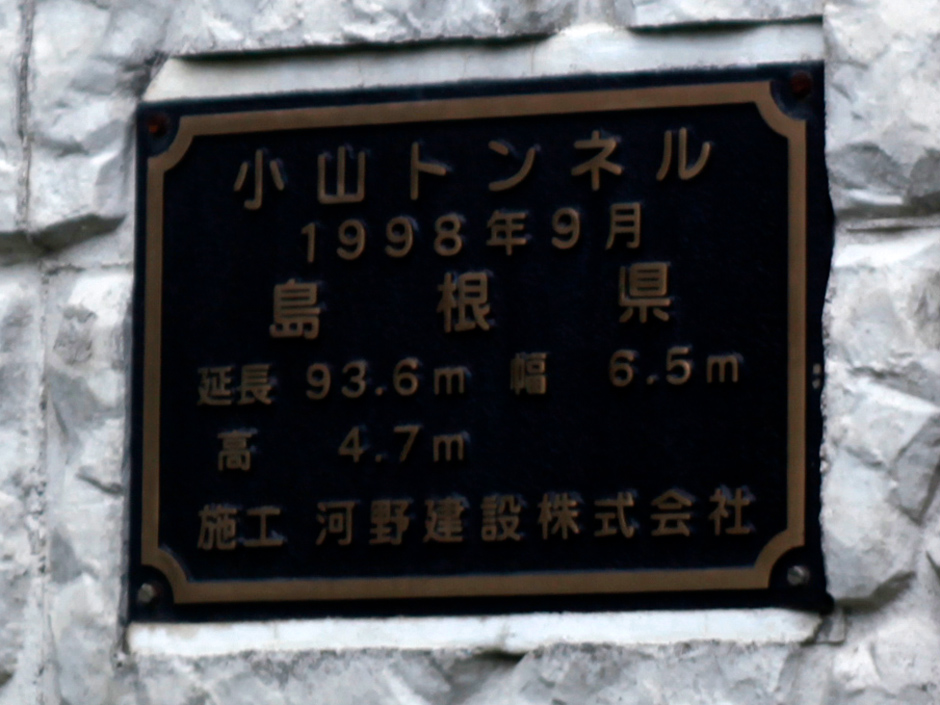 小山トンネル
1998年9月
島根県
延長 93.6m 幅 6.5m
高 4.7m
施工 河野建設株式会社